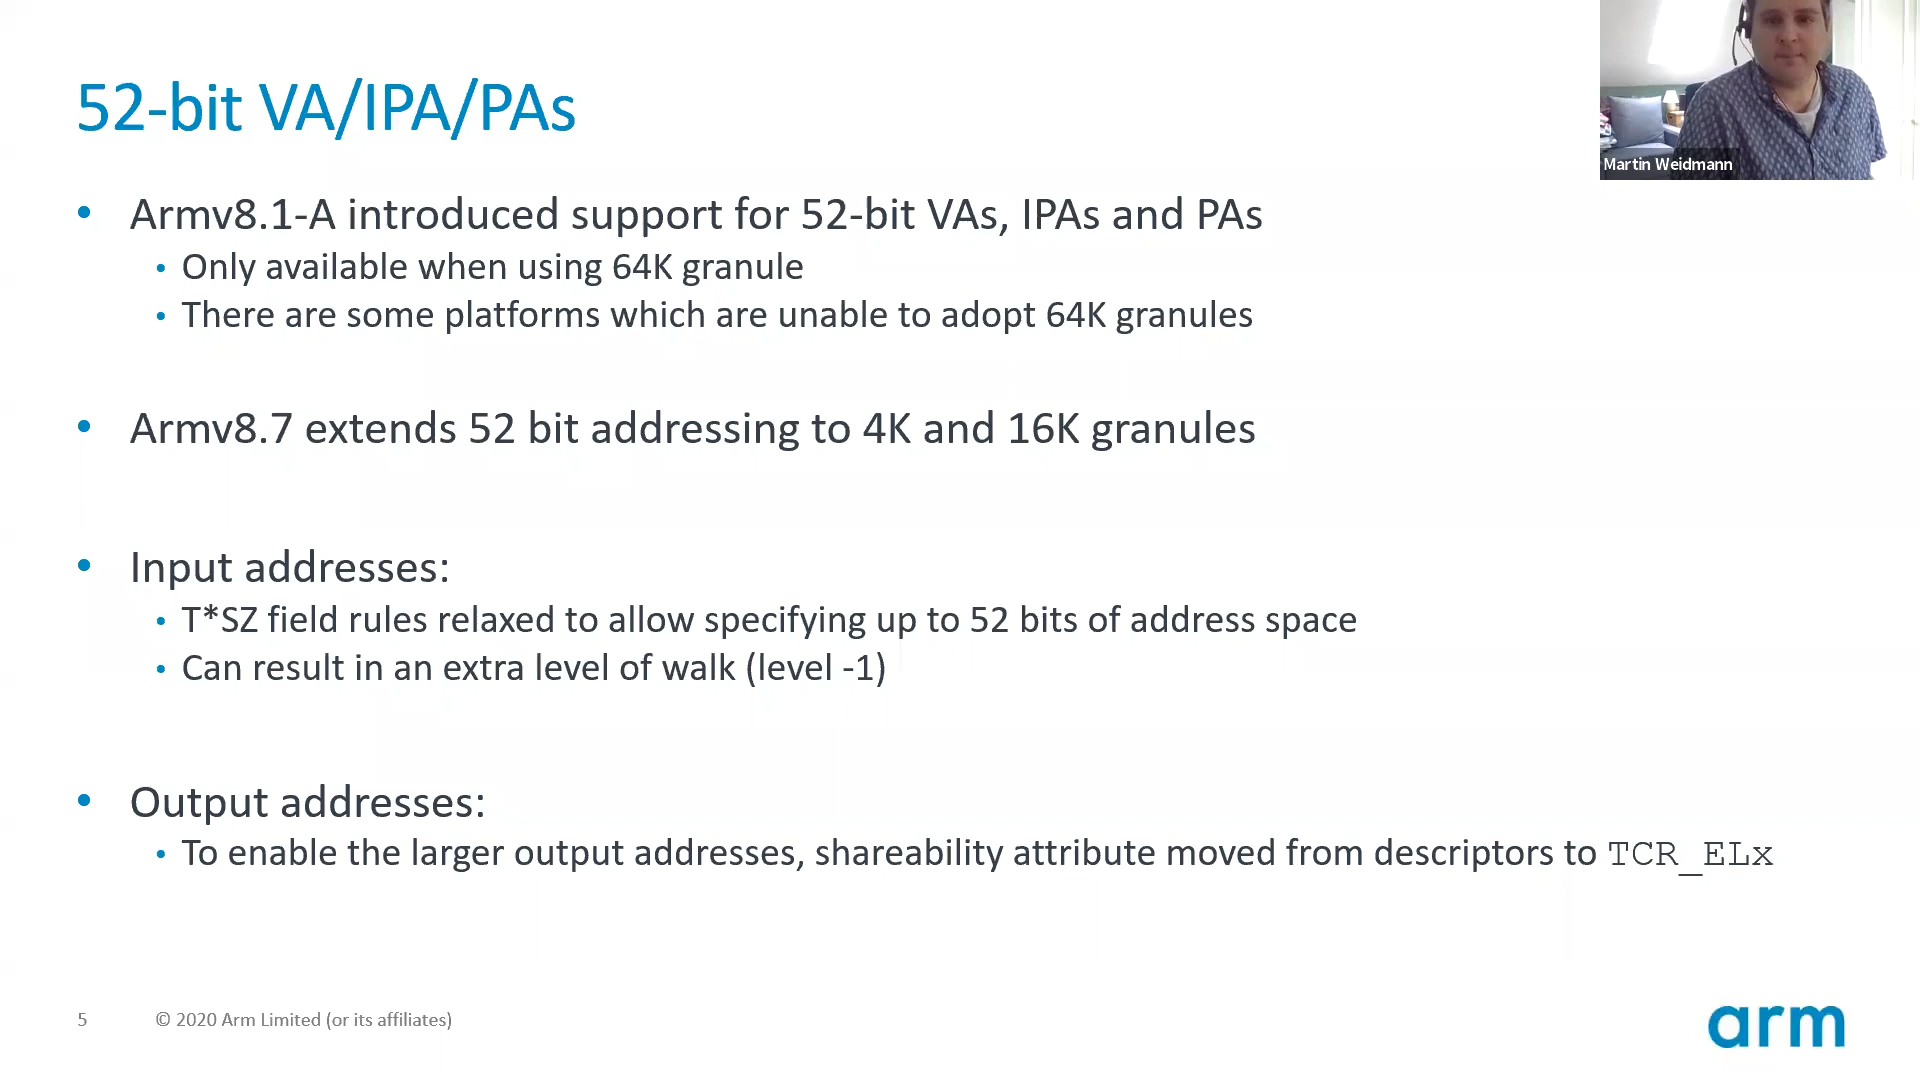 52-bit VA/IPA/PAs
Martin Weidmann
• Armv8.1-A introduced support for 52-bit VAs, IPAs and PAs
• Only available when using 64K granule
• There are some platforms which are unable to adopt 64K granules
• Armv8.7 extends 52 bit addressing to 4K and 16K granules
• Input addresses:
• T*SZ field rules relaxed to allow specifying up to 52 bits of address space
• Can result in an extra level of walk (level -1)
• Output addresses:
• To enable the larger output addresses, shareability attribute moved from descriptors to TCR_ELx
5 © 2020 Arm Limited (or its affiliates)
arm